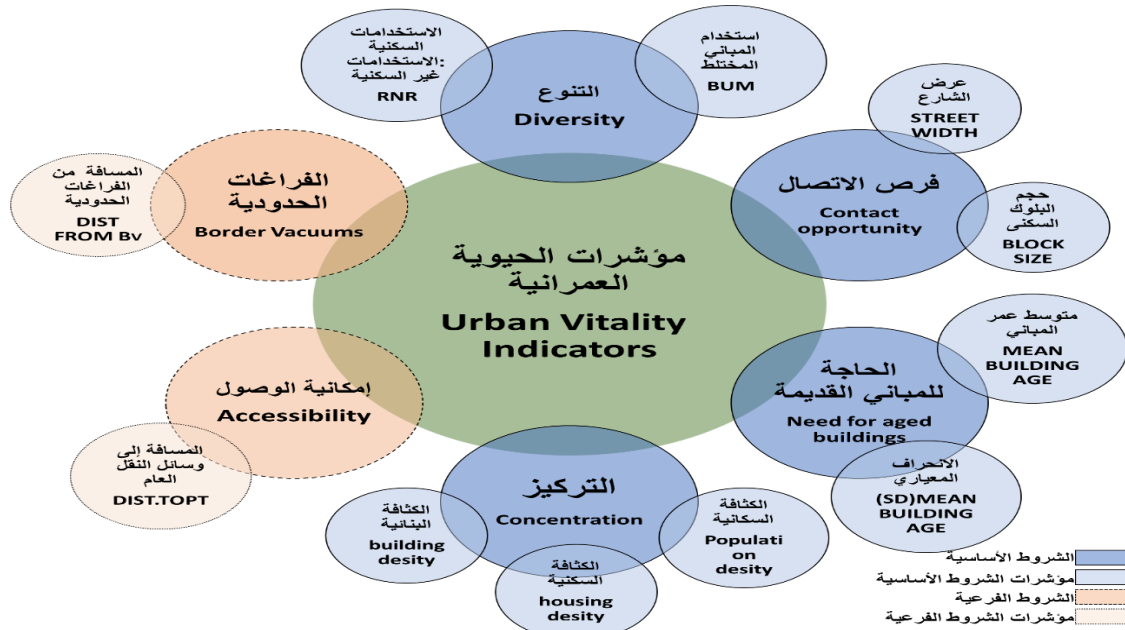 الاستخدامات
السكنية
:الاستخدامات
غير السكنية
RNR
التنوع
Diversity
استخدام
المباني
المختلط
BUM
عرض
الشارع
STREET
WIDTH
فرص الاتصال
Contact
opportunity
حجم
البلوك
السكنى
BLOCK
SIZE
المسافة من
الفراغات
الحدودية
DIST
FROM Bv
الفراغات
الحدودية
Border Vacuums
مؤشرات الحيوية
العمرانية
Urban Vitality
Indicators
متوسط عمر
المباني
MEAN
BUILDING
AGE
الحاجة
للمباني القديمة
Need for aged
buildings
الانحراف
المعياري
(SD)MEAN
BUILDING
AGE
إمكانية الوصول
Accessibility
المسافة إلى
وسائل النقل
العام
DIST.TOPT
التركيز
Concentration
الكثافة
البنائية
building
desity
الكثافة
السكنية
housing
desity
الكثافة
السكانية
Populati
on
desity
الشروط الأساسية
مؤشرات الشروط الأساسية
الشروط الفرعية
مؤشرات الشروط الفرعية